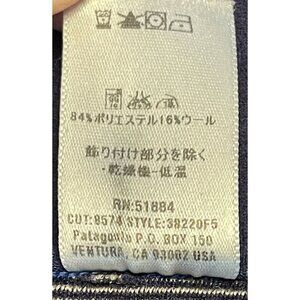 84%ポリエステル16%ウール
飾り付け部分を除く
・乾燥機-低温
RN:51884
CUT:8574 STYLE:38220F5
Patagonia P.O. BOX 150
VENTURA, CA 93002 USA